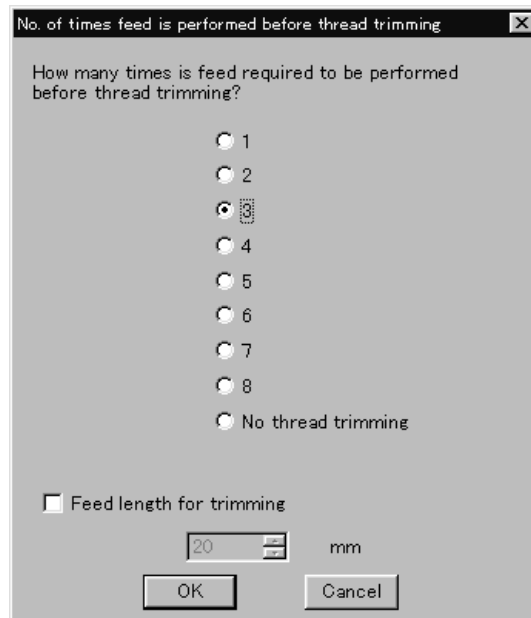 No. of times feed is performed before thread trimming
How many times is feed required to be performed
before thread trimming?
1
2
3
4
5
6
7
8
No thread trimming
Feed length for trimming
20 mm
OK Cancel